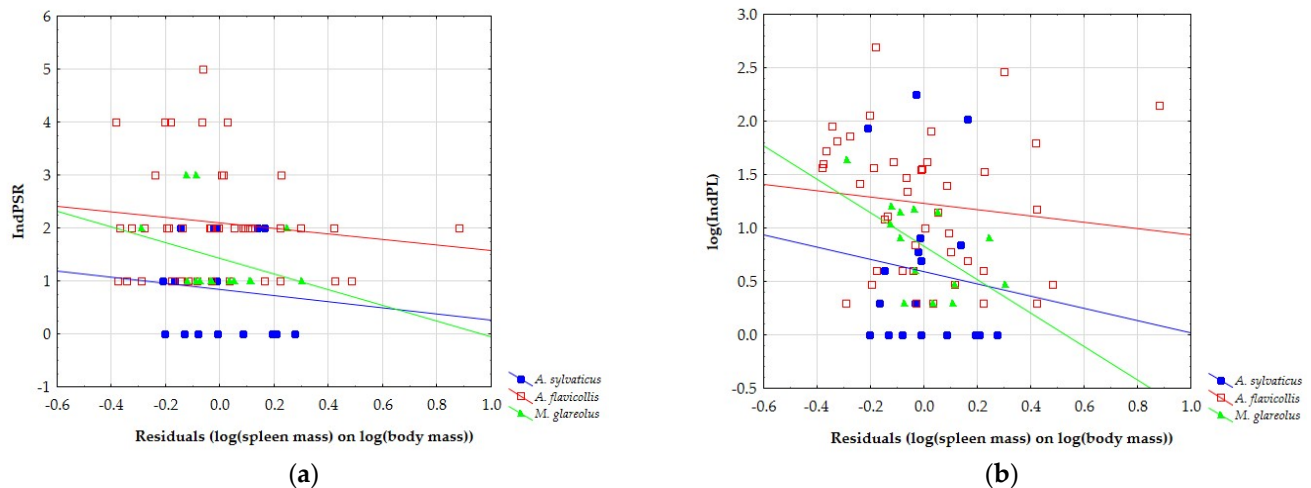 6
5
4
3
2
1
0
-1
IndPSR
-0.6 -0.4 -0.2 0.0 0.2 0.4 0.6 0.8 1.0
Residuals (log(spleen mass) on log(body mass))
A. sylvaticus
A. flavicollis
M. glareolus
(a)
3.0
2.5
2.0
1.5
1.0
0.5
0.0
-0.5
log(IndPL)
-0.6 -0.4 -0.2 0.0 0.2 0.4 0.6 0.8 1.0
Residuals (log(spleen mass) on log(body mass))
A. sylvaticus
A. flavicollis
M. glareolus
(b)